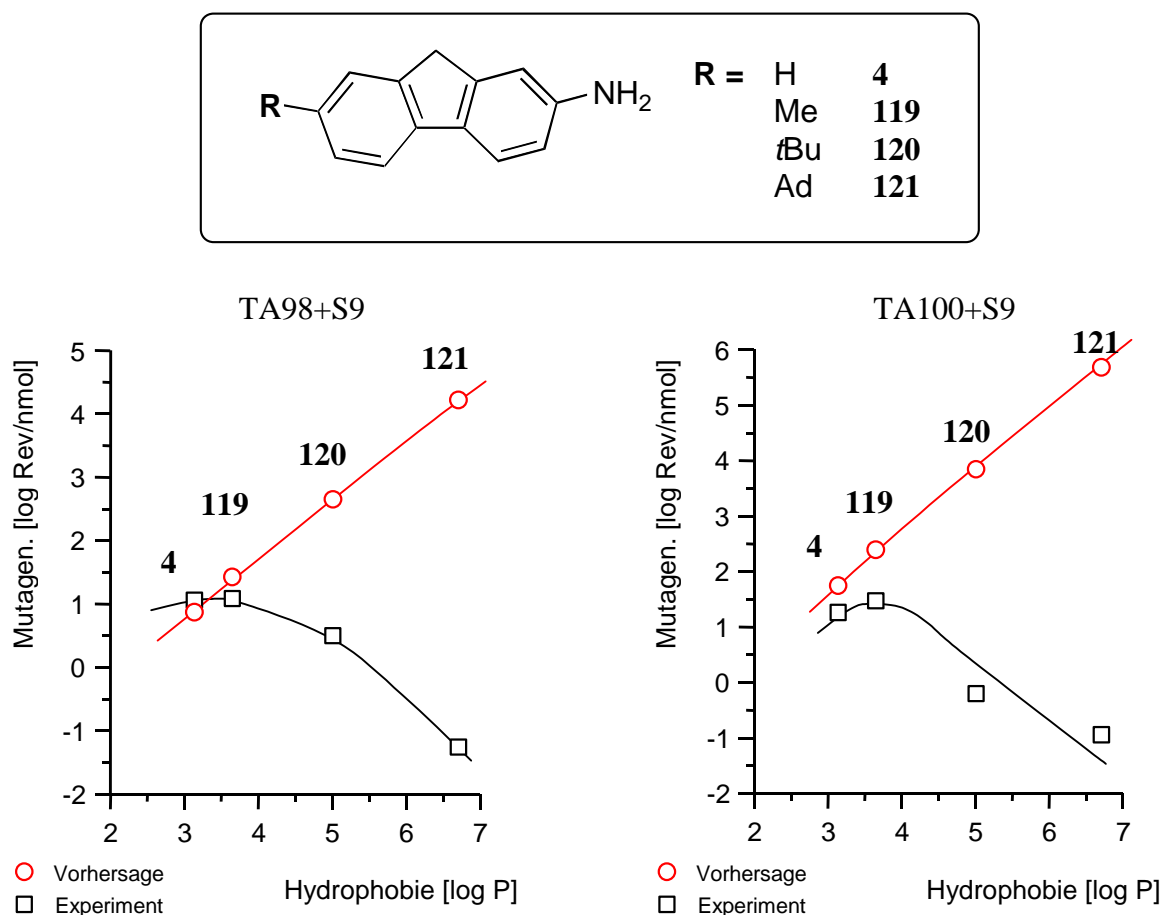 R
NH2
R = H 4
Me 119
tBu 120
Ad 121
TA98+S9
Mutagen. [log Rev/nmol]
5
4
3
2
1
0
-1
-2
2 3 4 5 6 7
4
119
120
121
Vorhersage
Experiment
Hydrophobie [log P]
TA100+S9
Mutagen. [log Rev/nmol]
6
5
4
3
2
1
0
-1
-2
2 3 4 5 6 7
4
119
120
121
Vorhersage
Experiment
Hydrophobie [log P]